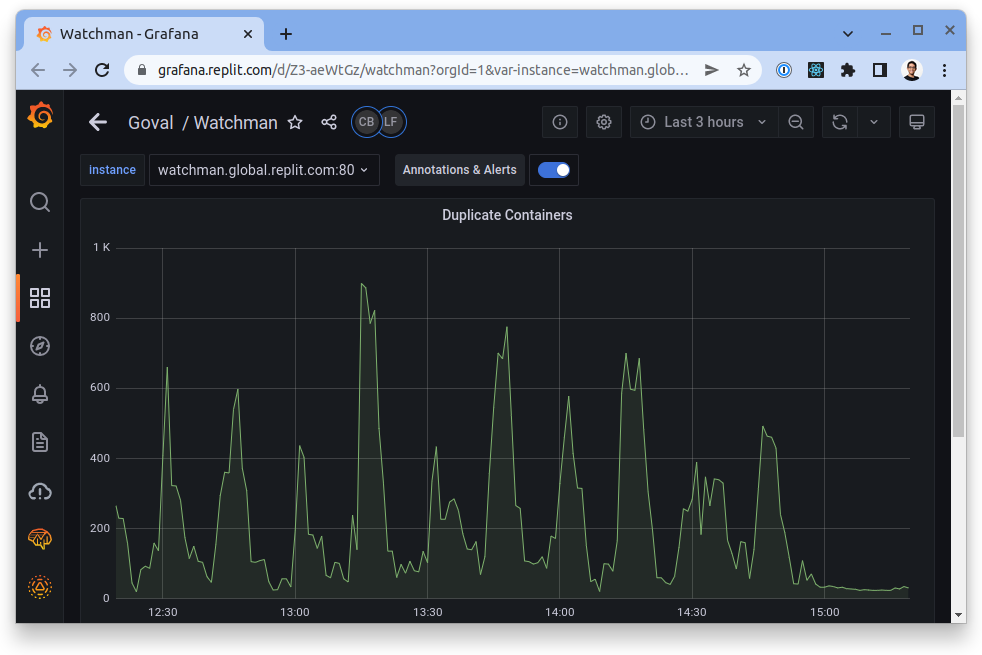 Watchman - Grafana
grafana.replit.com/d/Z3-aeWtGz/watchman?orgId=1&var-instance=watchman.glob...
Goval / Watchman
CB LF
Last 3 hours
instance watchman.global.replit.com:80 Annotations & Alerts
Duplicate Containers
1 K
800
600
400
200
0
12:30 13:00 13:30 14:00 14:30 15:00